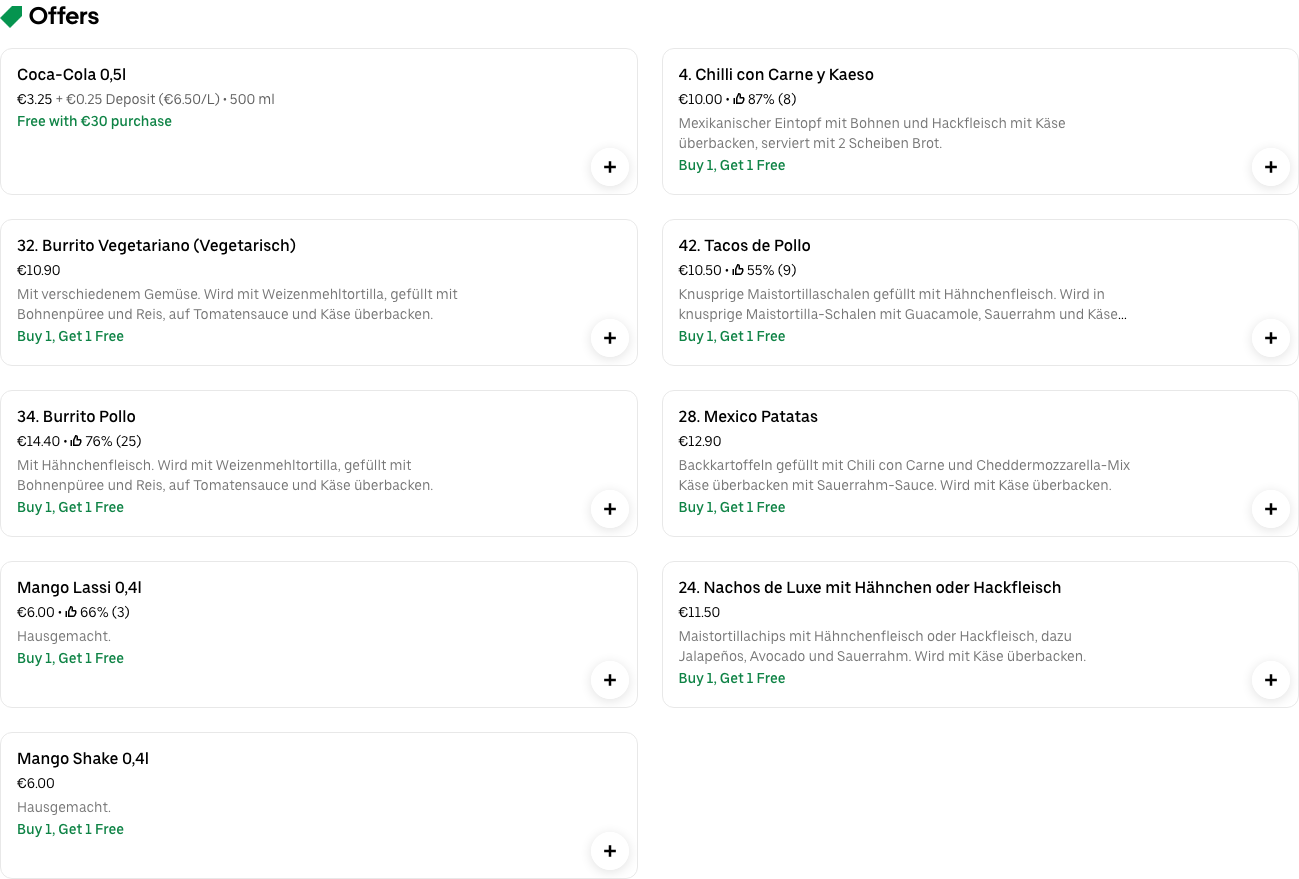 Offers
Coca-Cola 0,5l
€3.25 + €0.25 Deposit (€6.50/L) • 500 ml
Free with €30 purchase
4. Chilli con Carne y Kaeso
€10.00 • 87% (8)
Mexikanischer Eintopf mit Bohnen und Hackfleisch mit Käse
überbacken, serviert mit 2 Scheiben Brot.
Buy 1, Get 1 Free
32. Burrito Vegetariano (Vegetarisch)
€10.90
Mit verschiedenem Gemüse. Wird mit Weizenmehltortilla, gefüllt mit
Bohnenpüree und Reis, auf Tomatensauce und Käse überbacken.
Buy 1, Get 1 Free
42. Tacos de Pollo
€10.50 • 55% (9)
Knusprige Maistortillaschalen gefüllt mit Hähnchenfleisch. Wird in
knusprige Maistortilla-Schalen mit Guacamole, Sauerrahm und Käse...
Buy 1, Get 1 Free
34. Burrito Pollo
€14.40 • 76% (25)
Mit Hähnchenfleisch. Wird mit Weizenmehltortilla, gefüllt mit
Bohnenpüree und Reis, auf Tomatensauce und Käse überbacken.
Buy 1, Get 1 Free
28. Mexico Patatas
€12.90
Backkartoffeln gefüllt mit Chili con Carne und Cheddermozzarella-Mix
Käse überbacken mit Sauerrahm-Sauce. Wird mit Käse überbacken.
Buy 1, Get 1 Free
Mango Lassi 0,4l
€6.00 • 66% (3)
Hausgemacht.
Buy 1, Get 1 Free
24. Nachos de Luxe mit Hähnchen oder Hackfleisch
€11.50
Maistortillachips mit Hähnchenfleisch oder Hackfleisch, dazu
Jalapeños, Avocado und Sauerrahm. Wird mit Käse überbacken.
Buy 1, Get 1 Free
Mango Shake 0,4l
€6.00
Hausgemacht.
Buy 1, Get 1 Free